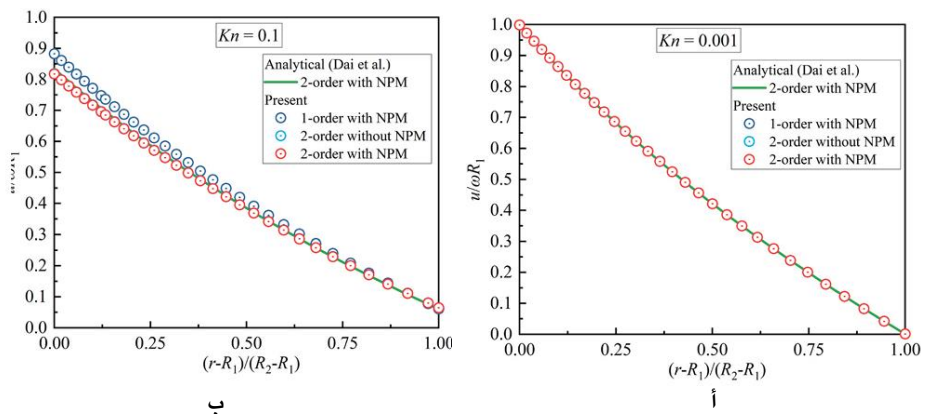 Kn = 0.1
Analytical (Dai et al.)
2-order with NPM
Present
1-order with NPM
2-order without NPM
2-order with NPM
1.0
0.9
0.8
0.7
0.6
0.5
0.4
0.3
0.2
0.1
0.0
u/ωR₁
0.00 0.25 0.50 0.75 1.00
(r-R₁)/(R₂-R₁)
ب
Kn = 0.001
Analytical (Dai et al.)
2-order with NPM
Present
1-order with NPM
2-order without NPM
2-order with NPM
1.0
0.9
0.8
0.7
0.6
0.5
0.4
0.3
0.2
0.1
0.0
u/ωR₁
0.00 0.25 0.50 0.75 1.00
(r-R₁)/(R₂-R₁)
أ